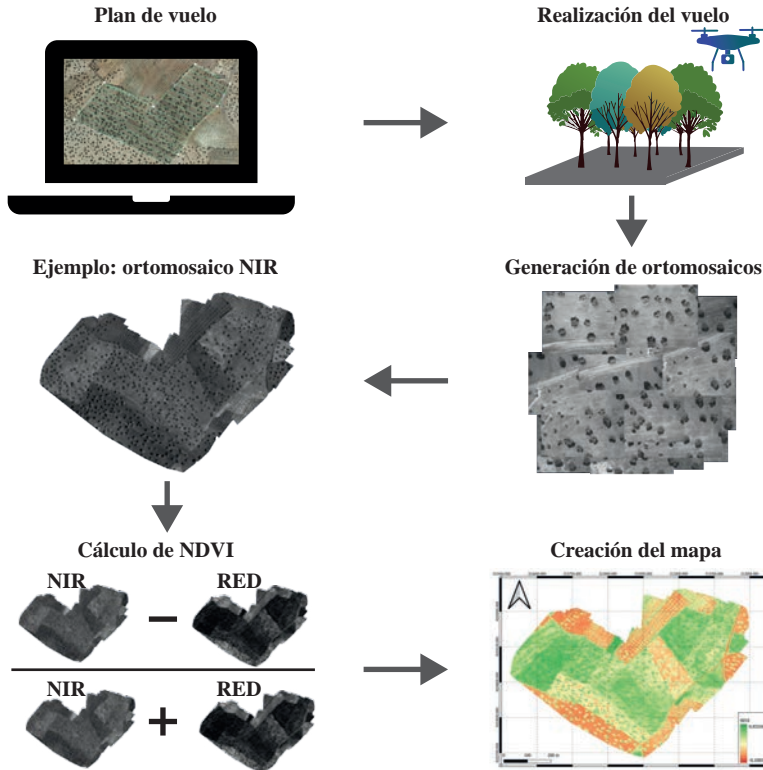 Plan de vuelo
Realización del vuelo
Ejemplo: ortomosaico NIR
Generación de ortomosaicos
Cálculo de NDVI
Creación del mapa
NIR
RED
NIR
RED